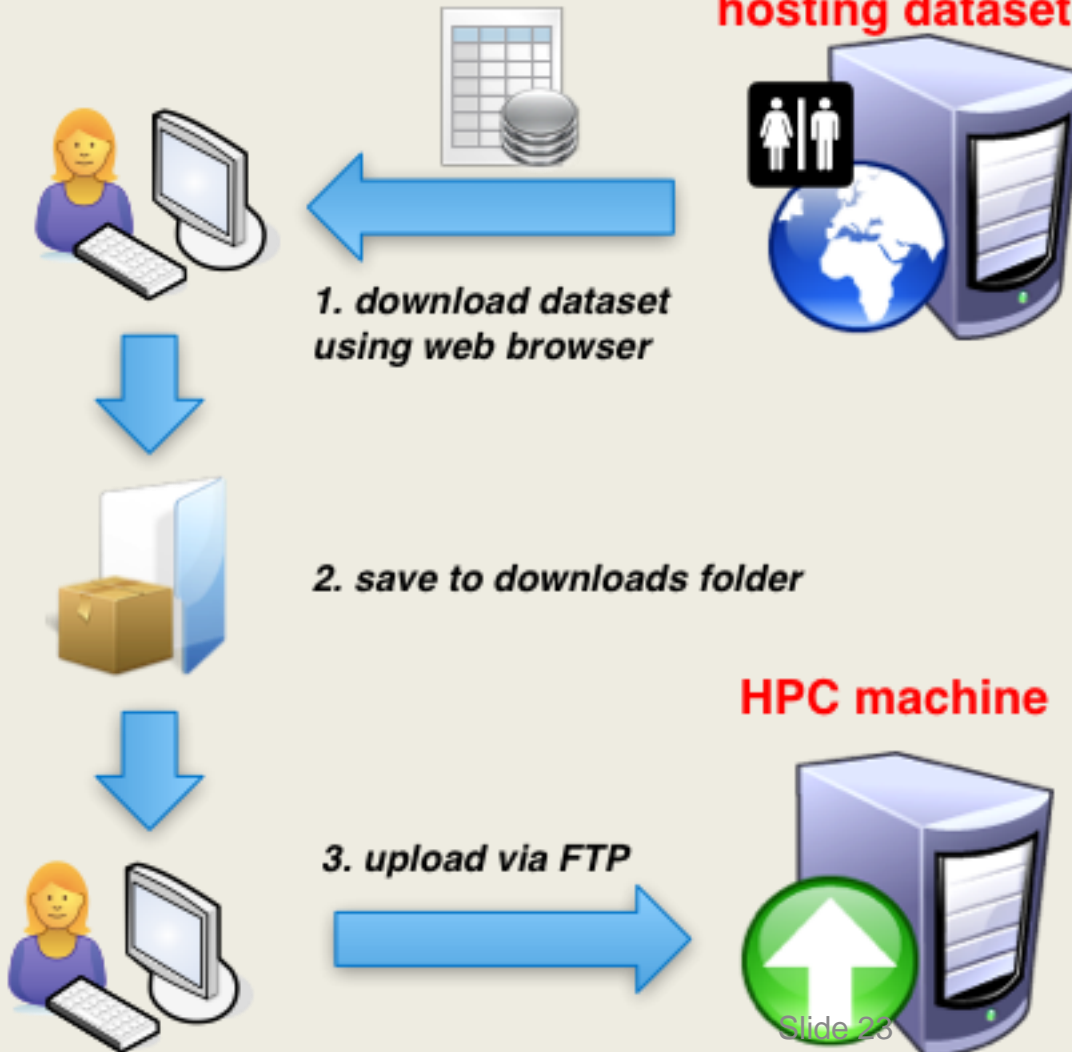 hosting dataset
1. download dataset
using web browser
2. save to downloads folder
HPC machine
3. upload via FTP
Slide 23